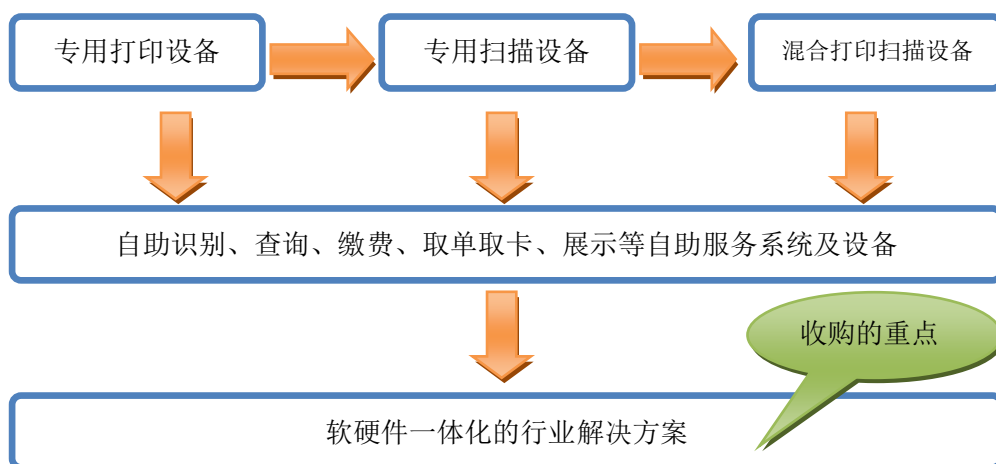 专用打印设备
专用扫描设备
混合打印扫描设备
自助识别、查询、缴费、取单取卡、展示等自助服务系统及设备
收购的重点
软硬件一体化的行业解决方案